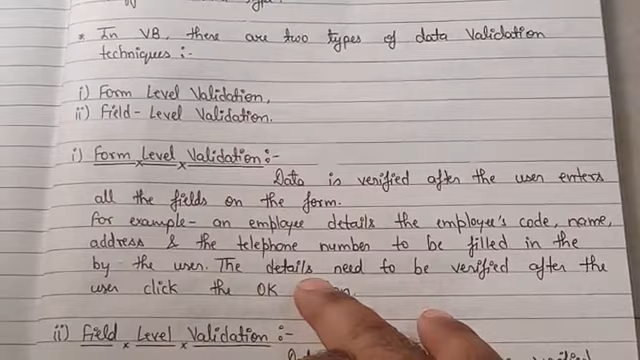 * In VB, there are two types of data Validation
techniques :-
i) Form Level Validation,
ii) Field - Level Validation.
i) Form Level Validation :-
Data is verified after the user enters
all the fields on the form.
For example - an employee details the employee's code, name,
address & the telephone number to be filled in the
by the user. The details need to be verified after the
user click the OK
ii) Field Level Validation :-